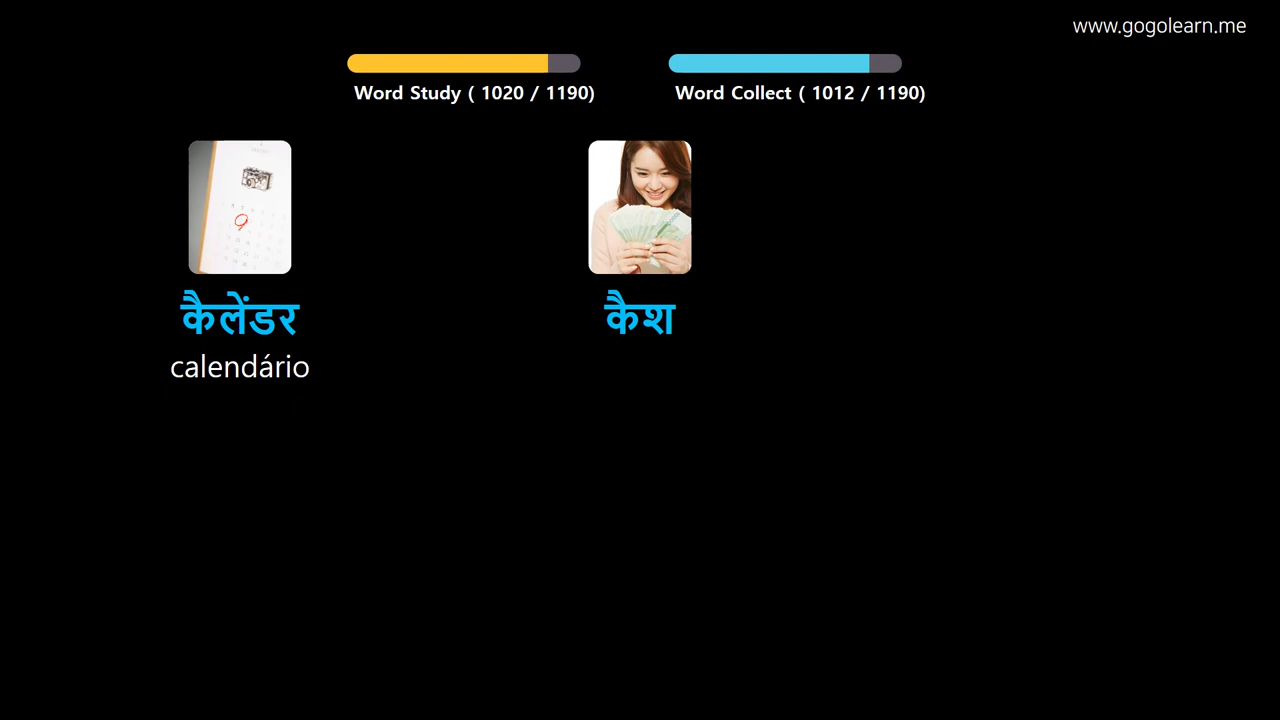 www.gogolearn.me
Word Study ( 1020 / 1190)
Word Collect ( 1012 / 1190)
कैलेंडर
calendário
कैश